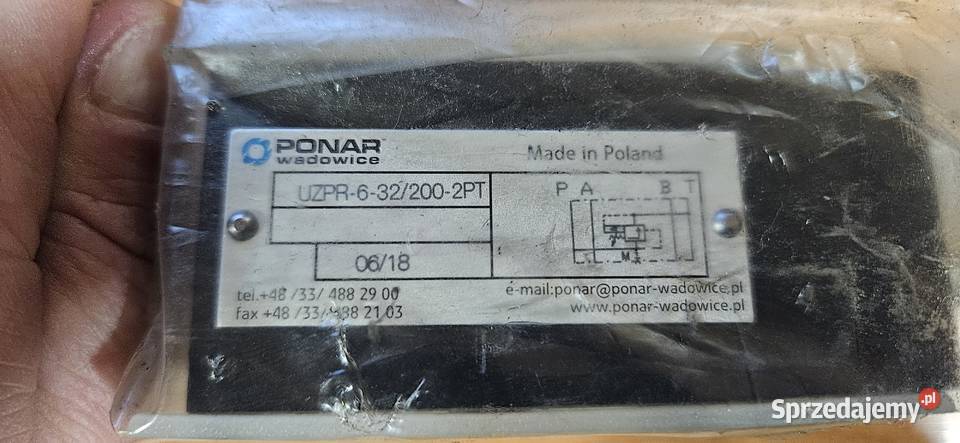 PONAR
wadowice
Made in Poland
UZPR-6-32/200-2PT
P A B T
M
06/18
tel.+48 /33/ 488 29 00
fax +48 /33/ 488 21 03
e-mail:ponar@ponar-wadowice.pl
www.ponar-wadowice.pl
Sprzedajemy.pl